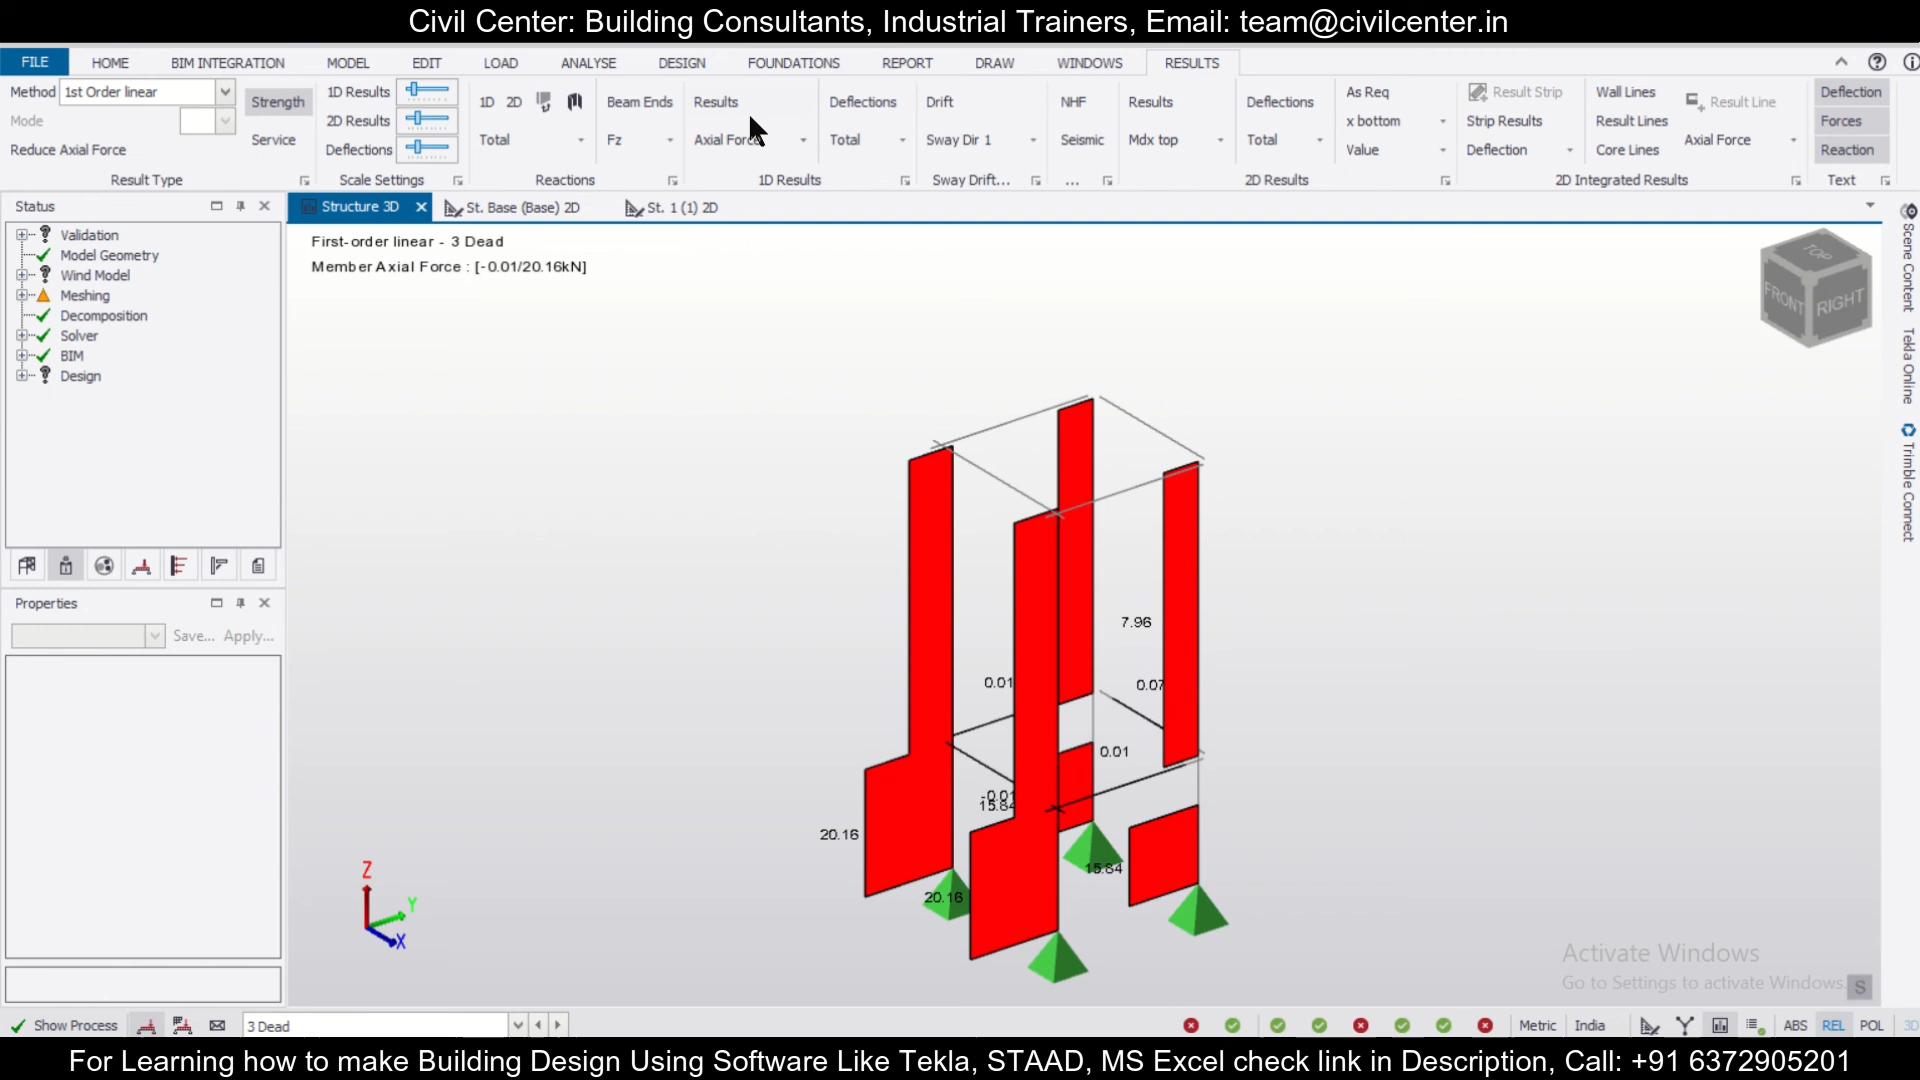 Civil Center: Building Consultants, Industrial Trainers, Email: team@civilcenter.in
FILE HOME BIM INTEGRATION MODEL EDIT LOAD ANALYSE DESIGN FOUNDATIONS REPORT DRAW WINDOWS RESULTS
Method 1st Order linear
Mode
Reduce Axial Force
Strength
Service
Result Type
1D Results
2D Results
Deflections
Scale Settings
1D 2D
Total
Beam Ends
Fz
Reactions
Results
Axial Force
Deflections
Total
1D Results
Drift
Sway Dir 1
Sway Drift...
NHF
Seismic
...
Results
Mdx top
Deflections
Total
As Req
x bottom
Value
2D Results
Result Strip
Strip Results
Deflection
Wall Lines
Result Lines
Core Lines
Result Line
Axial Force
2D Integrated Results
Deflection
Forces
Reaction
Text
Status
Validation
Model Geometry
Wind Model
Meshing
Decomposition
Solver
BIM
Design
Properties
Save... Apply...
Structure 3D St. Base (Base) 2D St. 1 (1) 2D
First-order linear - 3 Dead
Member Axial Force : [-0.01/20.16kN]
TOP
FRONT
RIGHT
7.96
0.01
0.07
0.01
-0.01
15.84
20.16
15.84
20.16
Z
Y
X
Scene Content
Tekla Online
Trimble Connect
Activate Windows
Go to Settings to activate Windows.
S
Show Process 3 Dead Metric India ABS REL POL 3D
For Learning how to make Building Design Using Software Like Tekla, STAAD, MS Excel check link in Description, Call: +91 6372905201